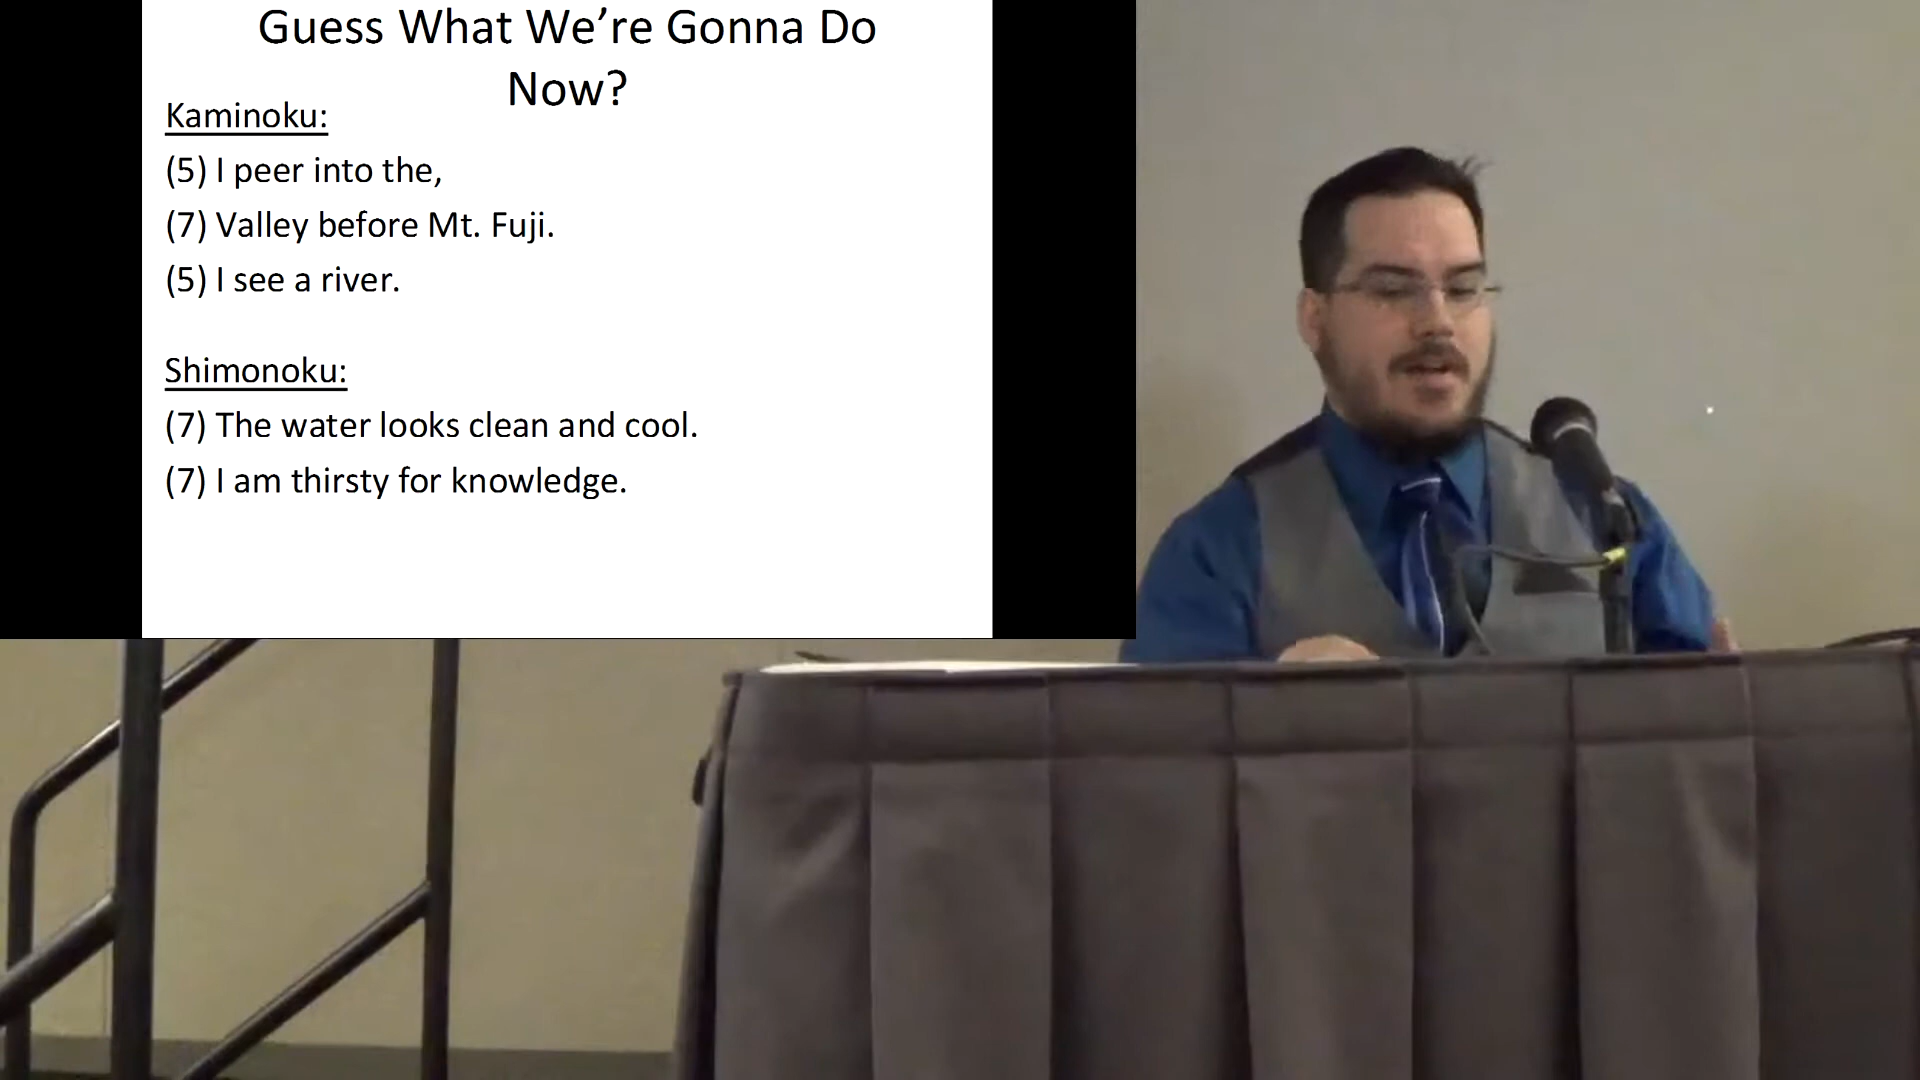 Guess What We’re Gonna Do
Now?
Kaminoku:
(5) I peer into the,
(7) Valley before Mt. Fuji.
(5) I see a river.
Shimonoku:
(7) The water looks clean and cool.
(7) I am thirsty for knowledge.